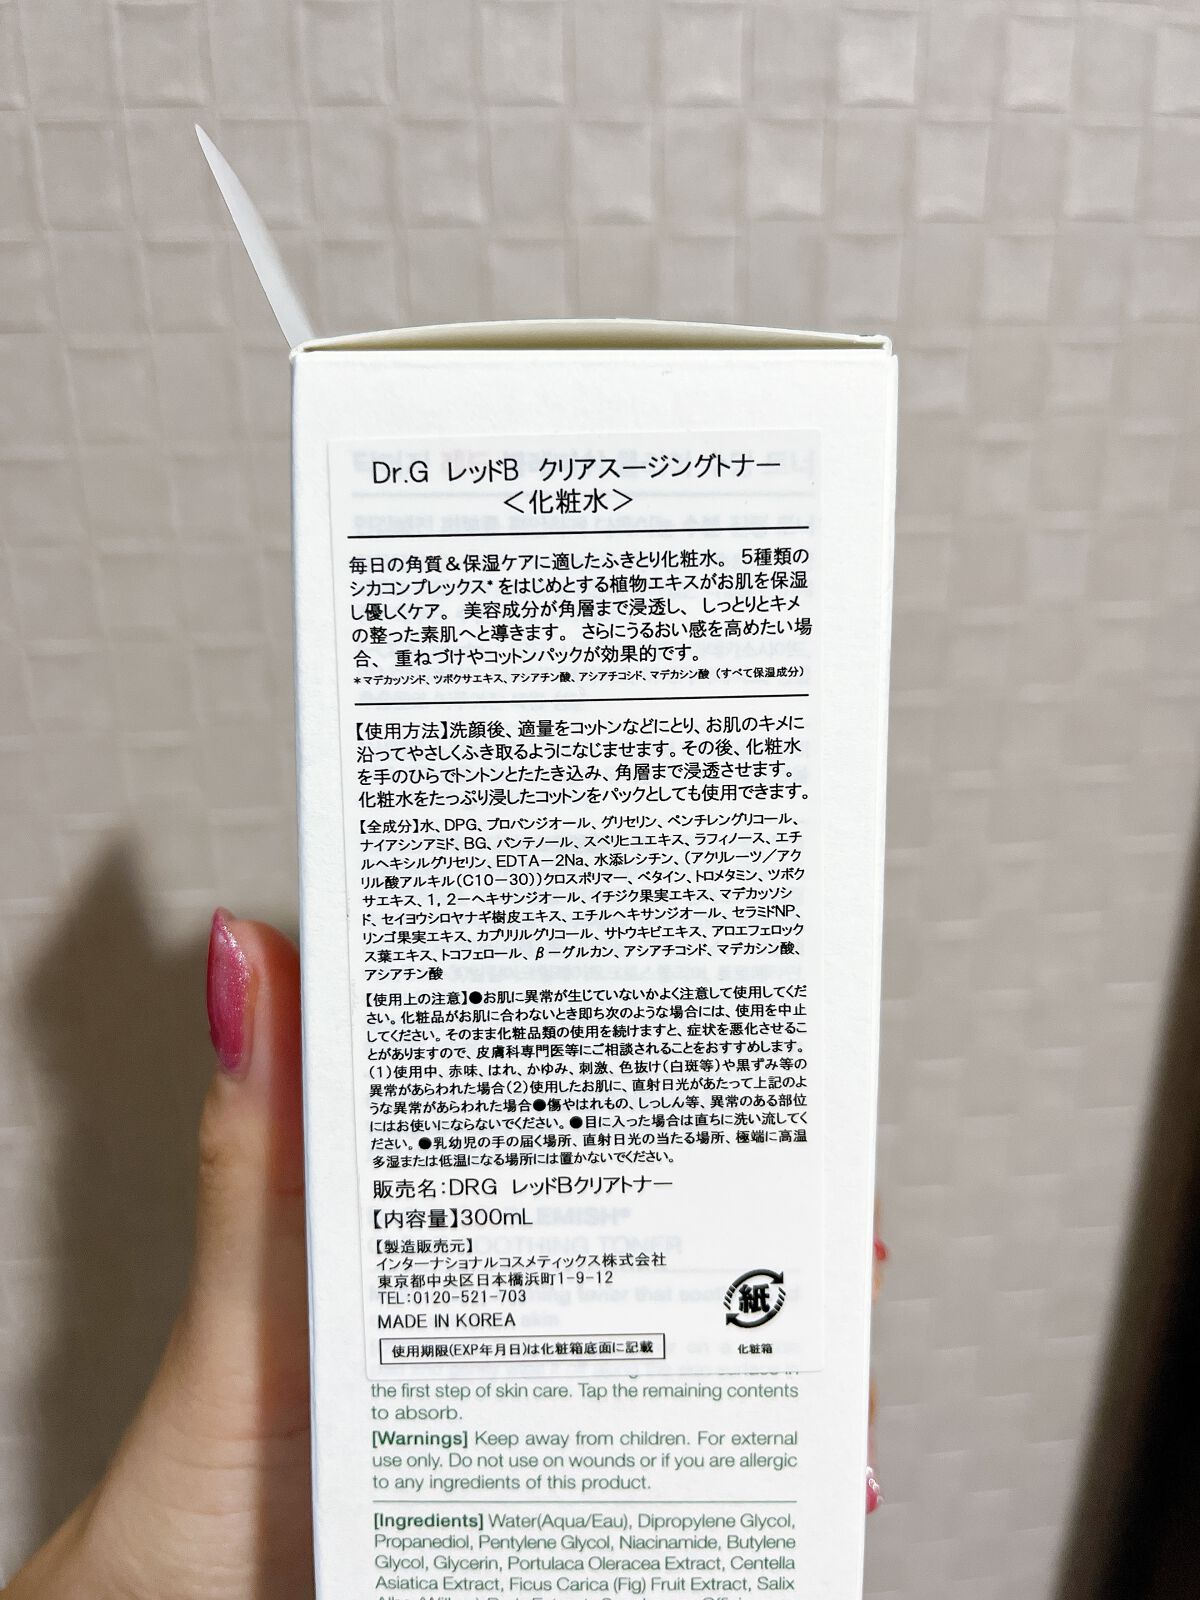 Dr.G レッドB クリアスージングトナー
＜化粧水＞
毎日の角質＆保湿ケアに適したふきとり化粧水。 5種類の
シカコンプレックス* をはじめとする植物エキスがお肌を保湿
し優しくケア。 美容成分が角層まで浸透し、 しっとりとキメ
の整った素肌へと導きます。 さらにうるおい感を高めたい場
合、 重ねづけやコットンパックが効果的です。
*マデカッソシド、ツボクサエキス、アシアチン酸、アシアチコシド、マデカシン酸（すべて保湿成分）
【使用方法】洗顔後、適量をコットンなどにとり、お肌のキメに
沿ってやさしくふき取るようになじませます。その後、化粧水
を手のひらでトントンとたたき込み、角層まで浸透させます。
化粧水をたっぷり浸したコットンをパックとしても使用できます。
【全成分】水、DPG、プロパンジオール、グリセリン、ペンチレングリコール、
ナイアシンアミド、BG、パンテノール、スベリヒユエキス、ラフィノース、エチ
ルヘキシルグリセリン、EDTA－2Na、水添レシチン、（アクリレーツ／アク
リル酸アルキル（C10－30））クロスポリマー、ベタイン、トロメタミン、ツボク
サエキス、1，2－ヘキサンジオール、イチジク果実エキス、マデカッソシ
ド、セイヨウシロヤナギ樹皮エキス、エチルヘキサンジオール、セラミドNP、
リンゴ果実エキス、カプリリルグリコール、サトウキビエキス、アロエフェロック
ス葉エキス、トコフェロール、β－グルカン、アシアチコシド、マデカシン酸、
アシアチン酸
【使用上の注意】●お肌に異常が生じていないかよく注意して使用してくだ
さい。化粧品がお肌に合わないとき即ち次のような場合には、使用を中止
してください。そのまま化粧品類の使用を続けますと、症状を悪化させるこ
とがありますので、皮膚科専門医等にご相談されることをおすすめします。
（1）使用中、赤味、はれ、かゆみ、刺激、色抜け（白斑等）や黒ずみ等の
異常があらわれた場合（2）使用したお肌に、直射日光があたって上記のよ
うな異常があらわれた場合●傷やはれもの、しっしん等、異常のある部位
にはお使いにならないでください。●目に入った場合は直ちに洗い流してく
ださい。●乳幼児の手の届く場所、直射日光の当たる場所、極端に高温
多湿または低温になる場所には置かないでください。
販売名：DRG レッドBクリアトナー
【内容量】300mL
【製造販売元】
インターナショナルコスメティックス株式会社
東京都中央区日本橋浜町1-9-12
TEL：0120-521-703
MADE IN KOREA
紙
使用期限(EXP年月日)は化粧箱底面に記載
化粧箱
the first step of skin care. Tap the remaining contents
to absorb.
[Warnings] Keep away from children. For external
use only. Do not use on wounds or if you are allergic
to any ingredients of this product.
[Ingredients] Water(Aqua/Eau), Dipropylene Glycol,
Propanediol, Pentylene Glycol, Niacinamide, Butylene
Glycol, Glycerin, Portulaca Oleracea Extract, Centella
Asiatica Extract, Ficus Carica (Fig) Fruit Extract, Salix